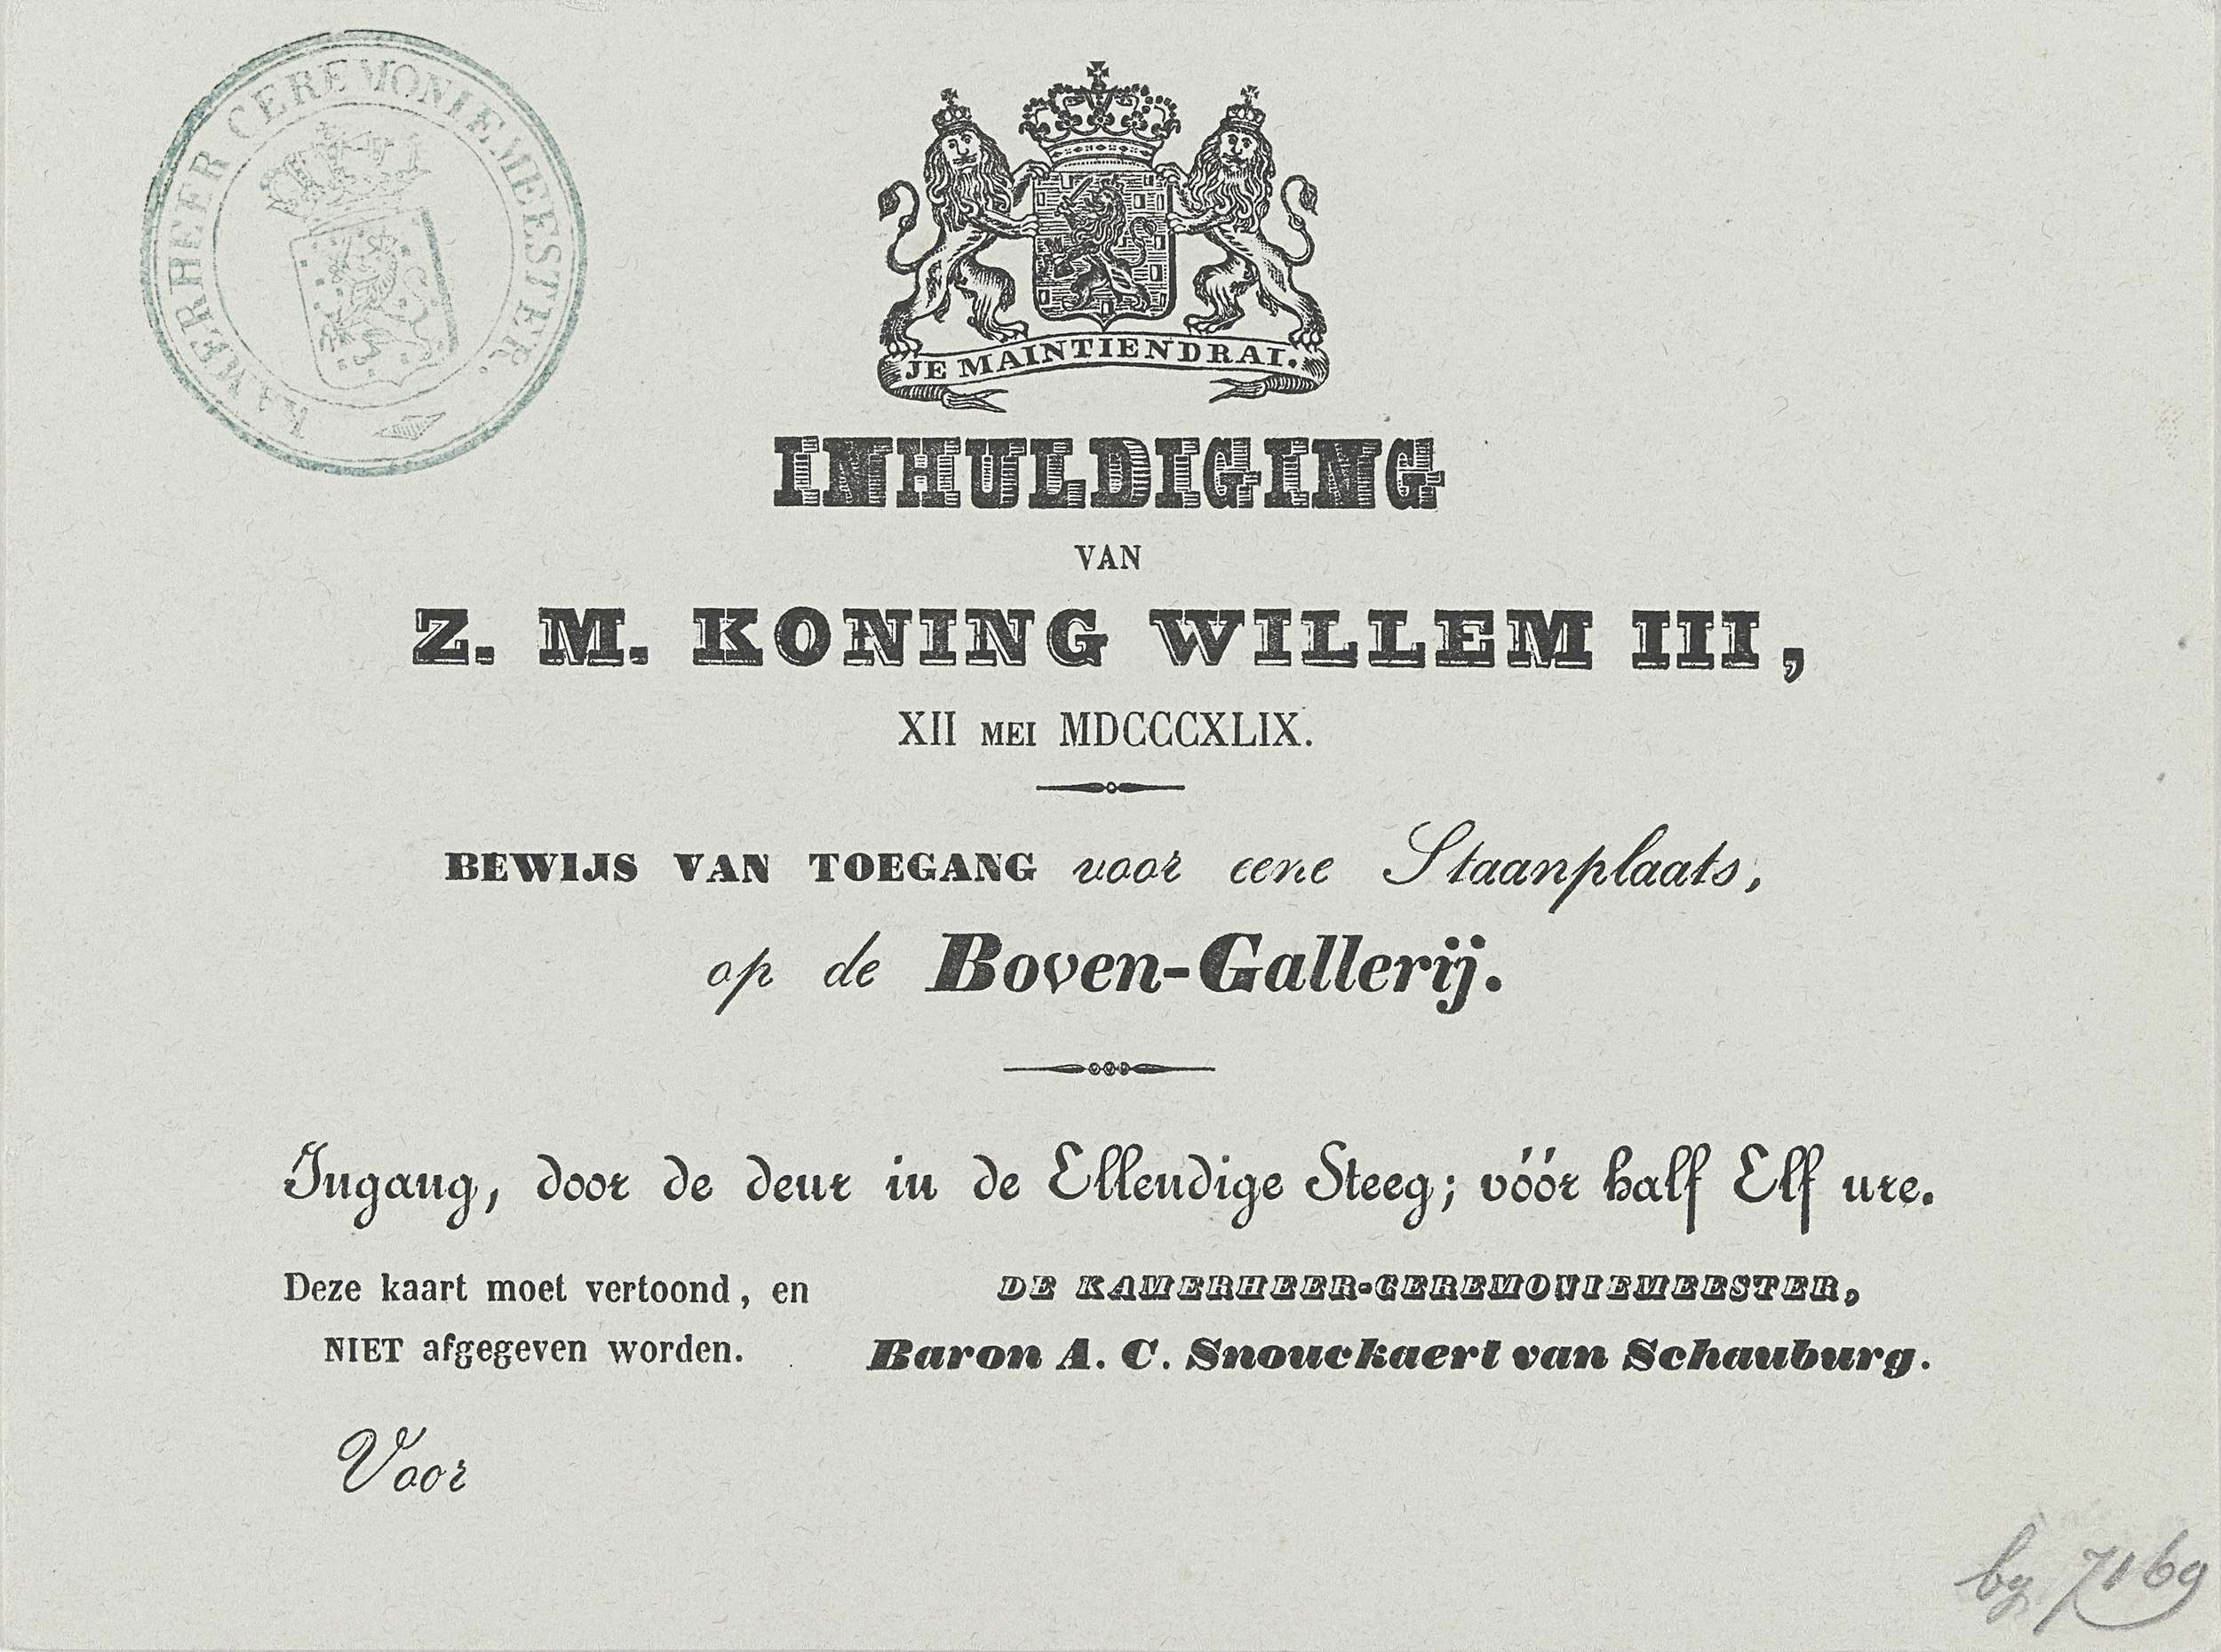 KAMERHEER CEREMONIEMEESTER.
JE MAINTIENDRAI.
INHULDIGING
VAN
Z. M. KONING WILLEM III,
XII MEI MDCCCXLIX.
BEWIJS VAN TOEGANG voor eene Staanplaats,
op de Boven-Gallerij.
Ingang, door de deur in de Ellendige Steeg; vóór half Elf ure.
Deze kaart moet vertoond, en
NIET afgegeven worden.
DE KAMERHEER-CEREMONIEMEESTER,
Baron A. C. Snouckaert van Schauburg.
Voor
by 7169